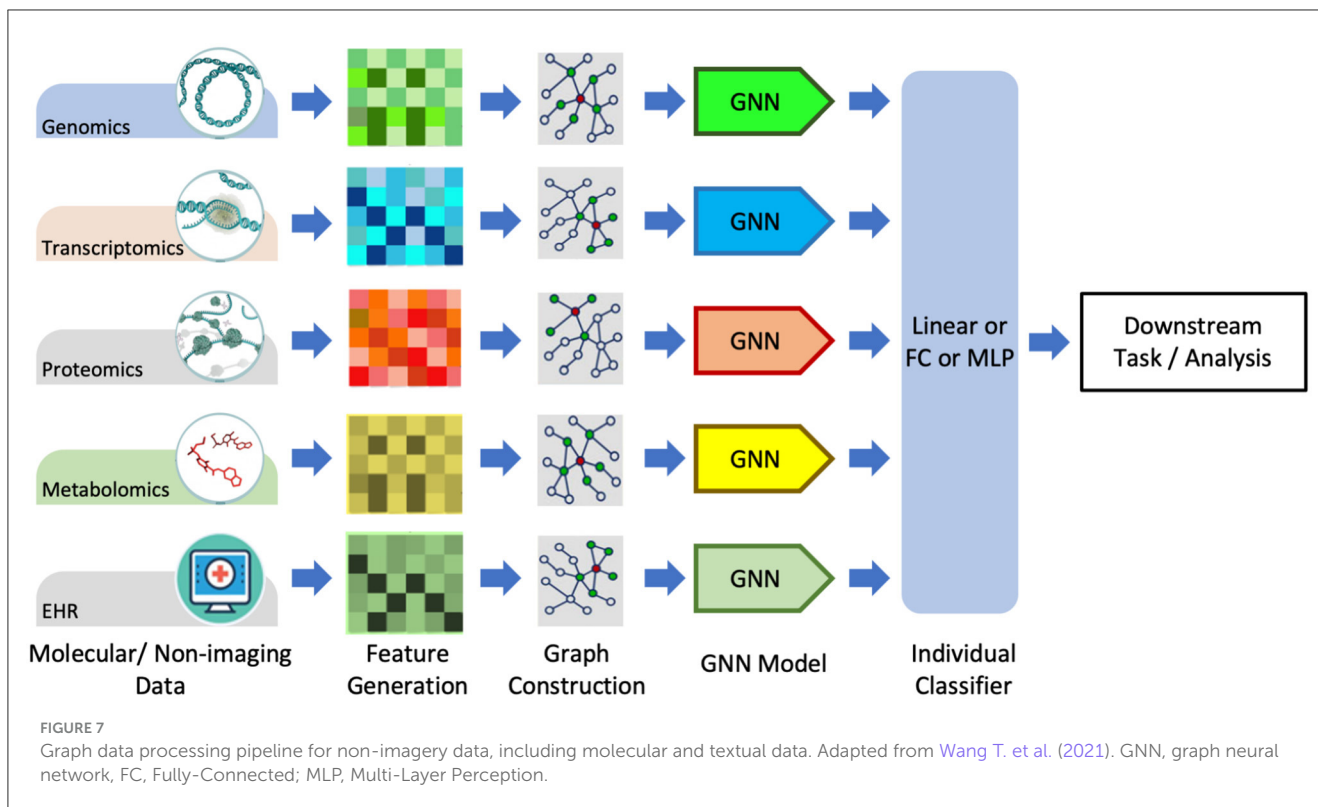 Genomics
GNN
Transcriptomics
GNN
Proteomics
GNN
Linear or
FC or MLP
Downstream
Task / Analysis
Metabolomics
GNN
EHR
GNN
Molecular/ Non-imaging
Data
Feature
Generation
Graph
Construction
GNN Model
Individual
Classifier
FIGURE 7
Graph data processing pipeline for non-imagery data, including molecular and textual data. Adapted from Wang T. et al. (2021). GNN, graph neural
network, FC, Fully-Connected; MLP, Multi-Layer Perception.